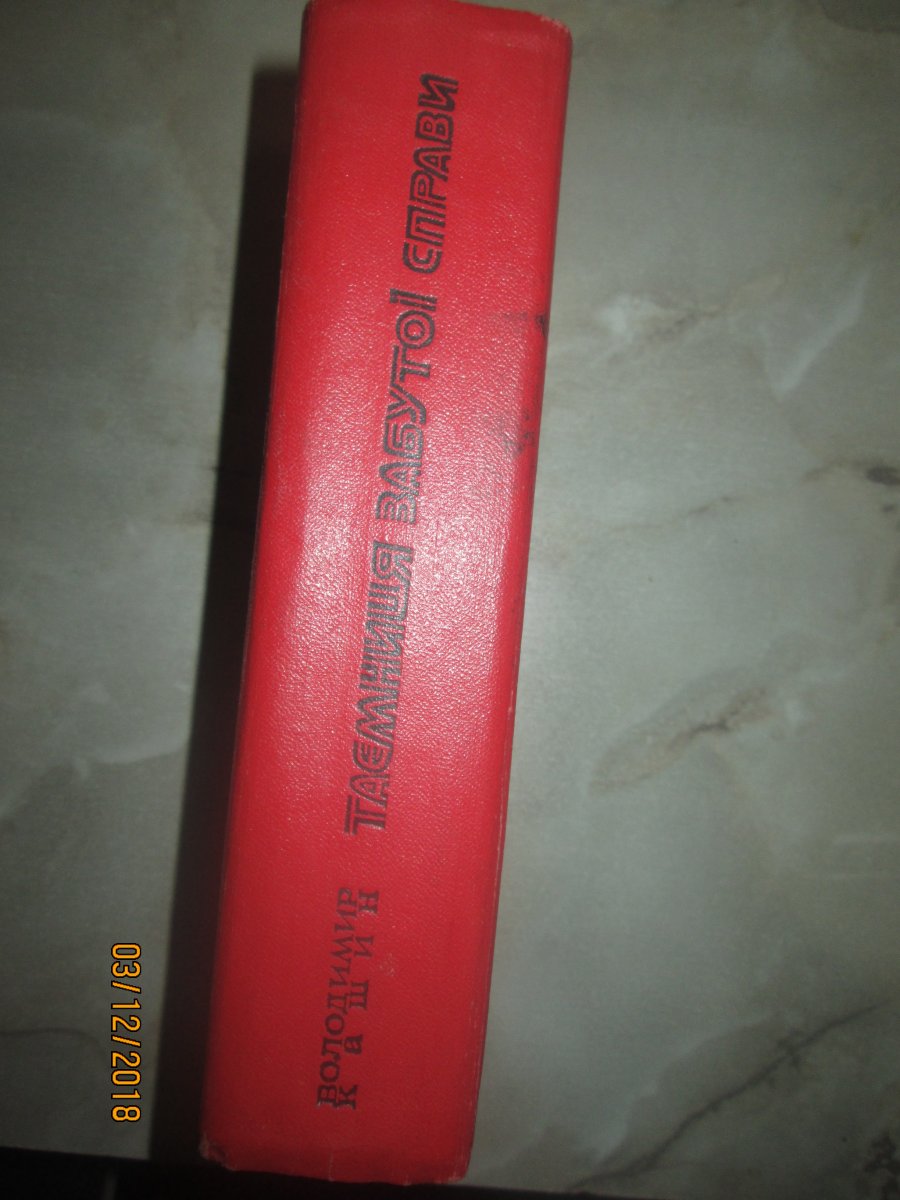 ВОЛОДИМИР
Кашин
ТАЄМНИЦЯ ЗАБУТОЇ СПРАВИ
03/12/2018